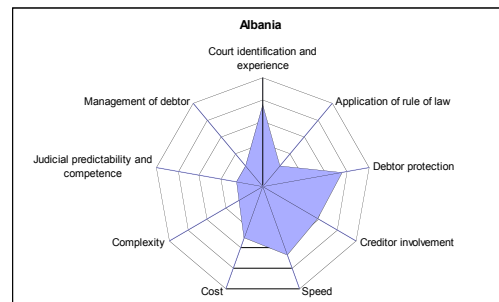 Albania
Court identification and
experience
Application of rule of law
Debtor protection
Creditor involvement
Speed
Cost
Complexity
Judicial predictability and
competence
Management of debtor